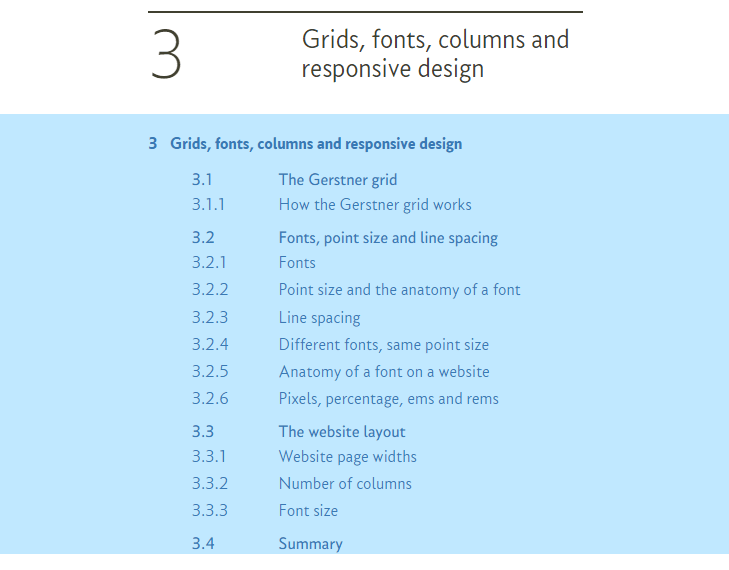 3
Grids, fonts, columns and
responsive design
3 Grids, fonts, columns and responsive design
3.1 The Gerstner grid
3.1.1 How the Gerstner grid works
3.2 Fonts, point size and line spacing
3.2.1 Fonts
3.2.2 Point size and the anatomy of a font
3.2.3 Line spacing
3.2.4 Different fonts, same point size
3.2.5 Anatomy of a font on a website
3.2.6 Pixels, percentage, ems and rems
3.3 The website layout
3.3.1 Website page widths
3.3.2 Number of columns
3.3.3 Font size
3.4 Summary